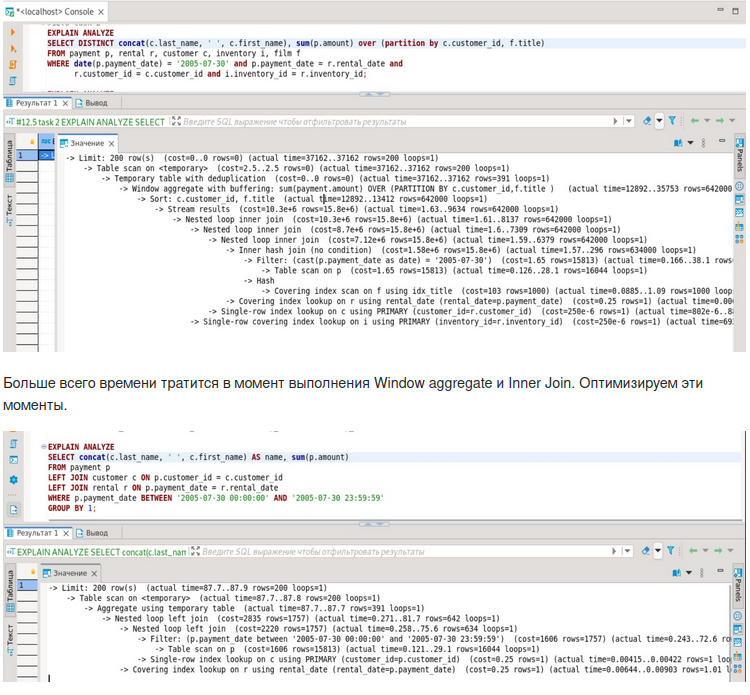 *<localhost> Console
EXPLAIN ANALYZE
SELECT DISTINCT concat(c.last_name, ' ', c.first_name), sum(p.amount) over (partition by c.customer_id, f.title)
FROM payment p, rental r, customer c, inventory i, film f
WHERE date(p.payment_date) = '2005-07-30' and p.payment_date = r.rental_date and
r.customer_id = c.customer_id and i.inventory_id = r.inventory_id;
Результат 1 Вывод
#12.5 task 2 EXPLAIN ANALYZE SELECT Введите SQL выражение чтобы отфильтровать результаты
Таблица
Текст
Panels
Значение
1
-> Limit: 200 row(s) (cost=0..0 rows=0) (actual time=37162..37162 rows=200 loops=1)
-> Table scan on <temporary> (cost=2.5..2.5 rows=0) (actual time=37162..37162 rows=200 loops=1)
-> Temporary table with deduplication (cost=0..0 rows=0) (actual time=37162..37162 rows=391 loops=1)
-> Window aggregate with buffering: sum(payment.amount) OVER (PARTITION BY c.customer_id,f.title ) (actual time=12892..35753 rows=642000
-> Sort: c.customer_id, f.title (actual time=12892..13412 rows=642000 loops=1)
-> Stream results (cost=10.3e+6 rows=15.8e+6) (actual time=1.63..9634 rows=642000 loops=1)
-> Nested loop inner join (cost=10.3e+6 rows=15.8e+6) (actual time=1.61..8137 rows=642000 loops=1)
-> Nested loop inner join (cost=8.7e+6 rows=15.8e+6) (actual time=1.6..7309 rows=642000 loops=1)
-> Nested loop inner join (cost=7.12e+6 rows=15.8e+6) (actual time=1.59..6379 rows=642000 loops=1)
-> Inner hash join (no condition) (cost=1.58e+6 rows=15.8e+6) (actual time=1.57..296 rows=634000 loops=1)
-> Filter: (cast(p.payment_date as date) = '2005-07-30') (cost=1.65 rows=15813) (actual time=0.166..38.1 ro
-> Table scan on p (cost=1.65 rows=15813) (actual time=0.126..28.1 rows=16044 loops=1)
-> Hash
-> Covering index scan on f using idx_title (cost=103 rows=1000) (actual time=0.0885..1.09 rows=1000 loop
-> Covering index lookup on r using rental_date (rental_date=p.payment_date) (cost=0.25 rows=1) (actual time=0.00
-> Single-row index lookup on c using PRIMARY (customer_id=r.customer_id) (cost=250e-6 rows=1) (actual time=802e-6..8
-> Single-row covering index lookup on i using PRIMARY (inventory_id=r.inventory_id) (cost=250e-6 rows=1) (actual time=69
Больше всего времени тратится в момент выполнения Window aggregate и Inner Join. Оптимизируем эти
моменты.
EXPLAIN ANALYZE
SELECT concat(c.last_name, ' ', c.first_name) AS name, sum(p.amount)
FROM payment p
LEFT JOIN customer c ON p.customer_id = c.customer_id
LEFT JOIN rental r ON p.payment_date = r.rental_date
WHERE p.payment_date BETWEEN '2005-07-30 00:00:00' AND '2005-07-30 23:59:59'
GROUP BY 1;
Результат 1 Вывод
EXPLAIN ANALYZE SELECT concat(c.last_nam Введите SQL выражение чтобы отфильтровать результаты
Таблица
Текст
Panels
Значение
1
-> Limit: 200 row(s) (actual time=87.7..87.9 rows=200 loops=1)
-> Table scan on <temporary> (actual time=87.7..87.8 rows=200 loops=1)
-> Aggregate using temporary table (actual time=87.7..87.7 rows=391 loops=1)
-> Nested loop left join (cost=2835 rows=1757) (actual time=0.271..81.7 rows=642 loops=1)
-> Nested loop left join (cost=2220 rows=1757) (actual time=0.258..75.6 rows=634 loops=1)
-> Filter: (p.payment_date between '2005-07-30 00:00:00' and '2005-07-30 23:59:59') (cost=1606 rows=1757) (actual time=0.243..72.6 ro
-> Table scan on p (cost=1606 rows=15813) (actual time=0.121..29.1 rows=16044 loops=1)
-> Single-row index lookup on c using PRIMARY (customer_id=p.customer_id) (cost=0.25 rows=1) (actual time=0.00415..0.00422 rows=1 loo
-> Covering index lookup on r using rental_date (rental_date=p.payment_date) (cost=0.25 rows=1) (actual time=0.00644..0.00903 rows=1.01 l